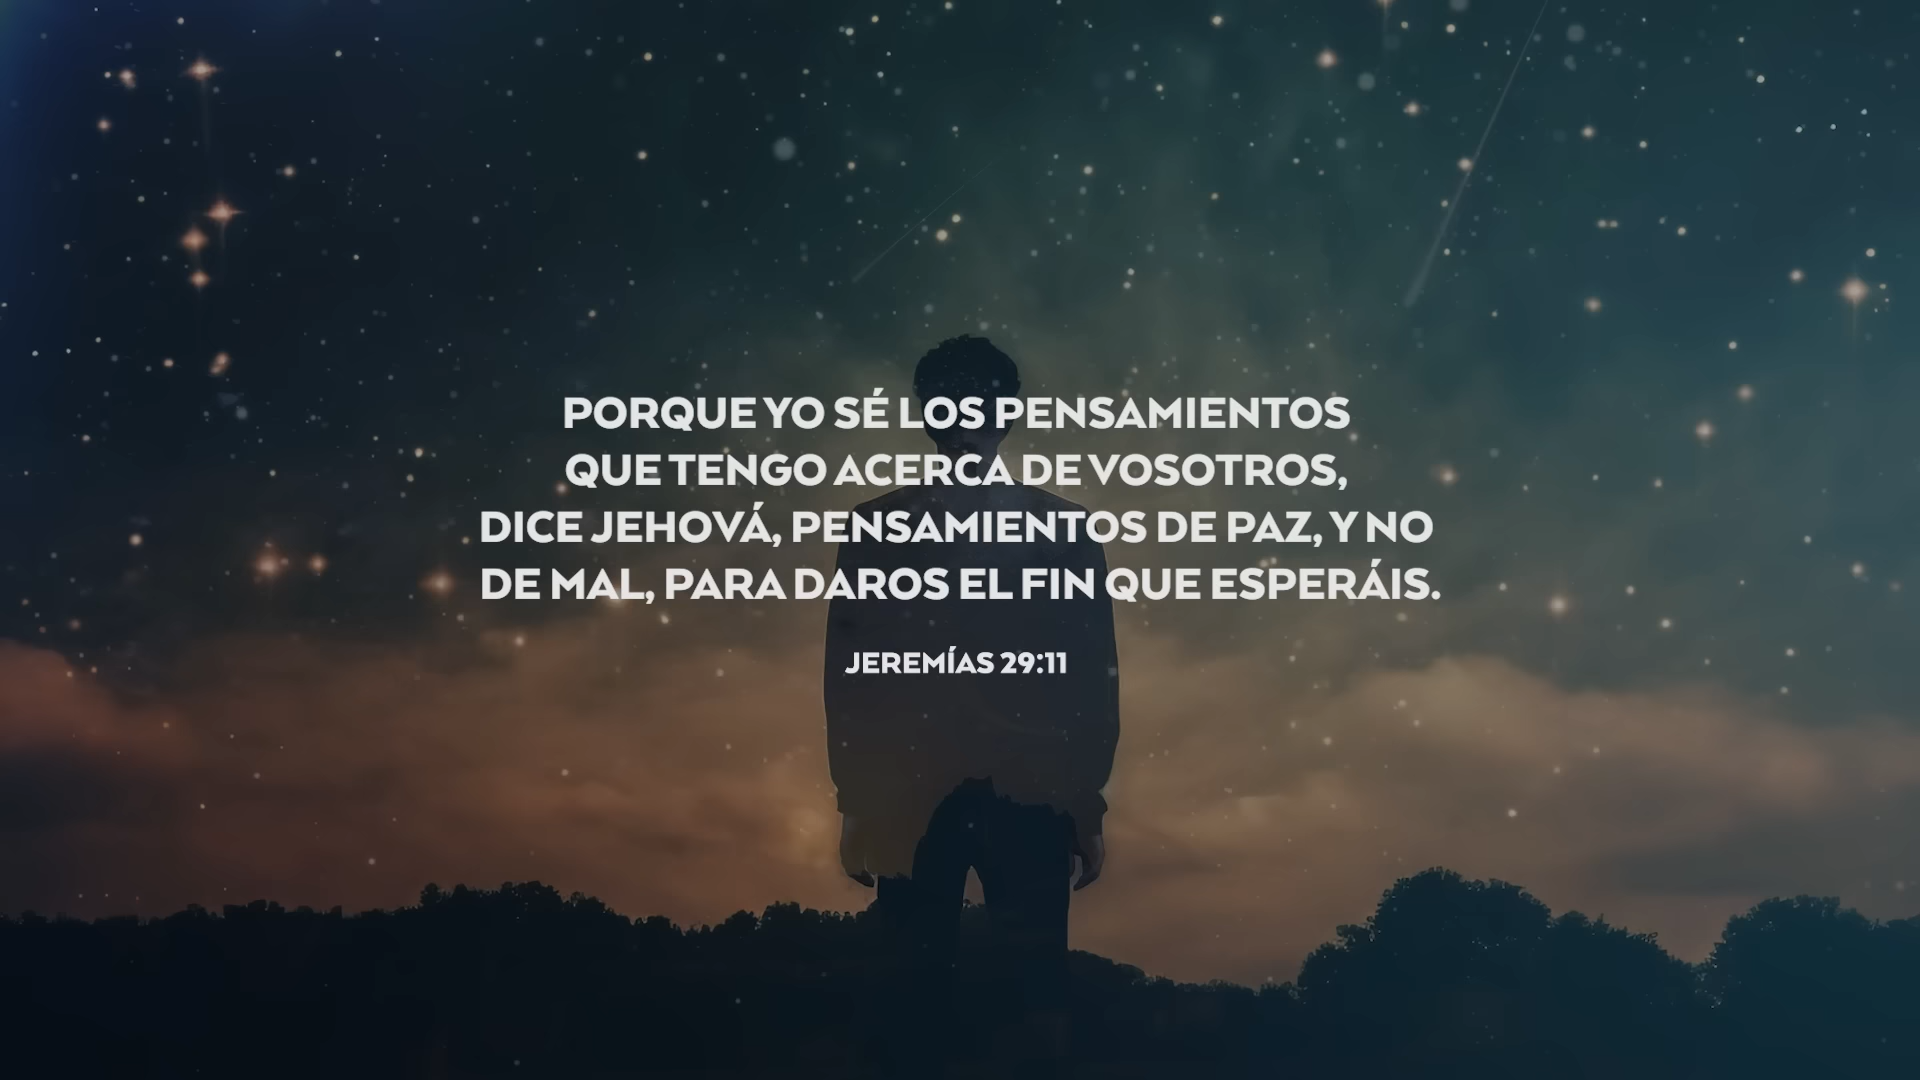 PORQUE YO SÉ LOS PENSAMIENTOS
QUE TENGO ACERCA DE VOSOTROS,
DICE JEHOVÁ, PENSAMIENTOS DE PAZ, Y NO
DE MAL, PARA DAROS EL FIN QUE ESPERÁIS.
JEREMÍAS 29:11